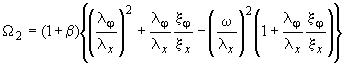 Ω₂ = (1 + β) { (λ_φ / λ_x)² + (λ_φ / λ_x) (ξ_φ / ξ_x) − (ω / λ_x)² (1 + (λ_φ / λ_x) (ξ_φ / ξ_x)) }